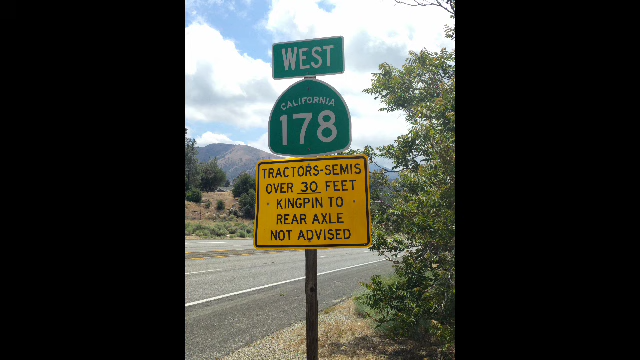 WEST
CALIFORNIA
178
TRACTORS-SEMIS
OVER 30 FEET
KINGPIN TO
REAR AXLE
NOT ADVISED